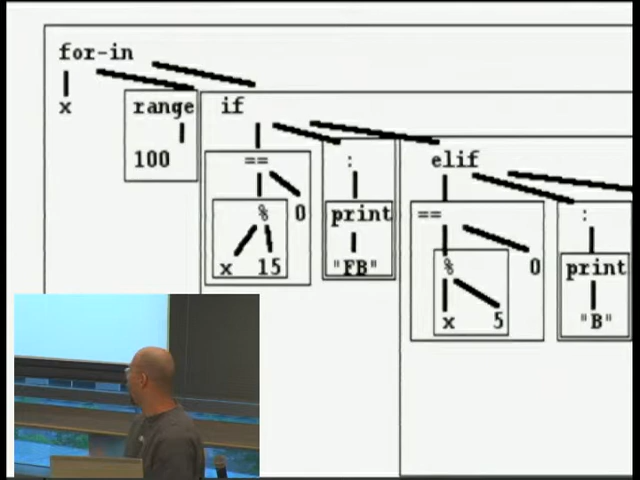 for-in
x range if
100 == : elif
% 0 print == :
x 15 "FB" % 0 print
x 5 "B"